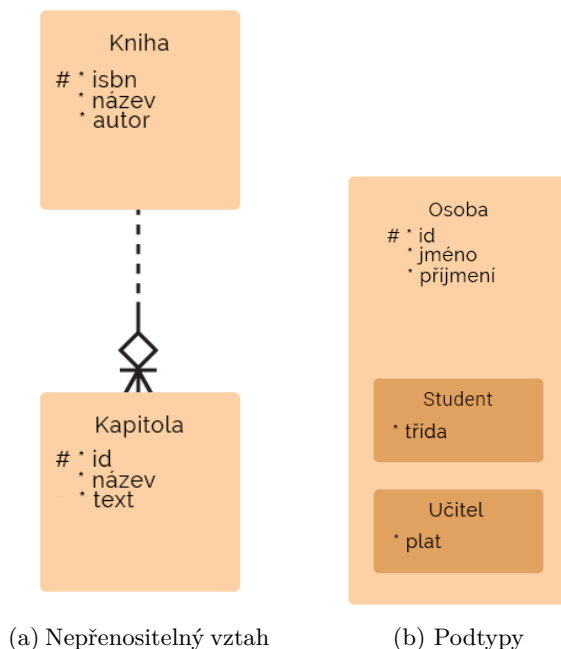 Kniha
# * isbn
* název
* autor
Kapitola
# * id
* název
* text
(a) Nepřenositelný vztah
Osoba
# * id
* jméno
* příjmení
Student
* třída
Učitel
* plat
(b) Podtypy